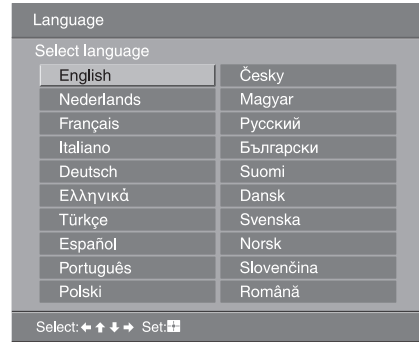 Language
Select language
English
Nederlands
Français
Italiano
Deutsch
Ελληνικά
Türkçe
Español
Português
Polski
Česky
Magyar
Русский
Български
Suomi
Dansk
Svenska
Norsk
Slovenčina
Română
Select: ← ↑ ↓ → Set: